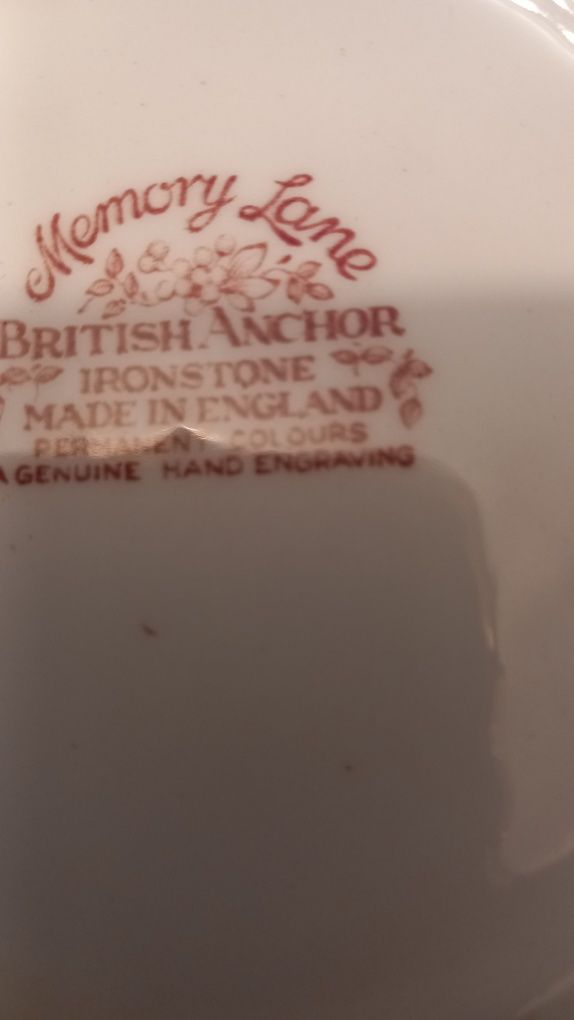 Memory Lane
BRITISH ANCHOR
IRONSTONE
MADE IN ENGLAND
PERMANENT COLOURS
A GENUINE HAND ENGRAVING